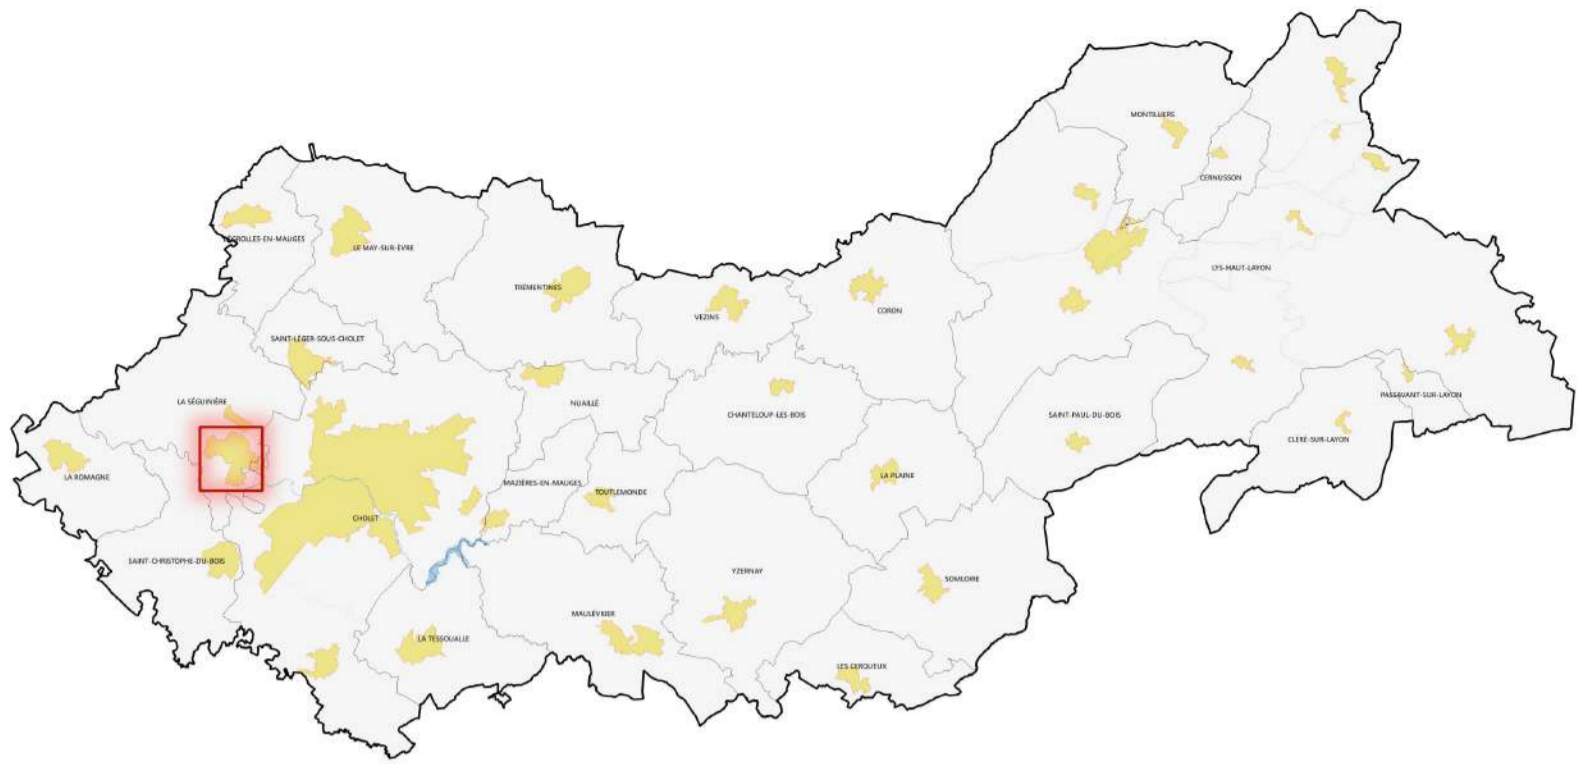 MONTILLIERS
CERNUSSON
BÉGROLLES-EN-MAUGES
LE MAY-SUR-ÈVRE
LYS-HAUT-LAYON
TRÉMENTINES
VEZINS
CORON
SAINT-LÉGER-SOUS-CHOLET
LA SÉGUINIÈRE
NUAILLÉ
CHANTELOUP-LES-BOIS
SAINT-PAUL-DU-BOIS
PASSAVANT-SUR-LAYON
CLÉRÉ-SUR-LAYON
LA ROMAGNE
MAZIÈRES-EN-MAUGES
TOUTLEMONDE
LA PLAINE
CHOLET
SAINT-CHRISTOPHE-DU-BOIS
YZERNAY
SOMLOIRE
MAULÉVRIER
LA TESSOUALLE
LES CERQUEUX